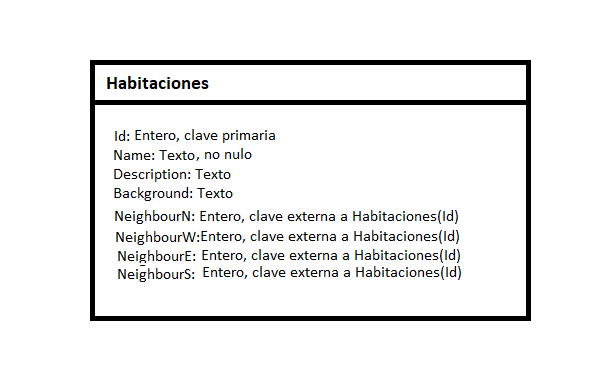 Habitaciones
Id: Entero, clave primaria
Name: Texto, no nulo
Description: Texto
Background: Texto
NeighbourN: Entero, clave externa a Habitaciones(Id)
NeighbourW:Entero, clave externa a Habitaciones(Id)
NeighbourE: Entero, clave externa a Habitaciones(Id)
NeighbourS: Entero, clave externa a Habitaciones(Id)